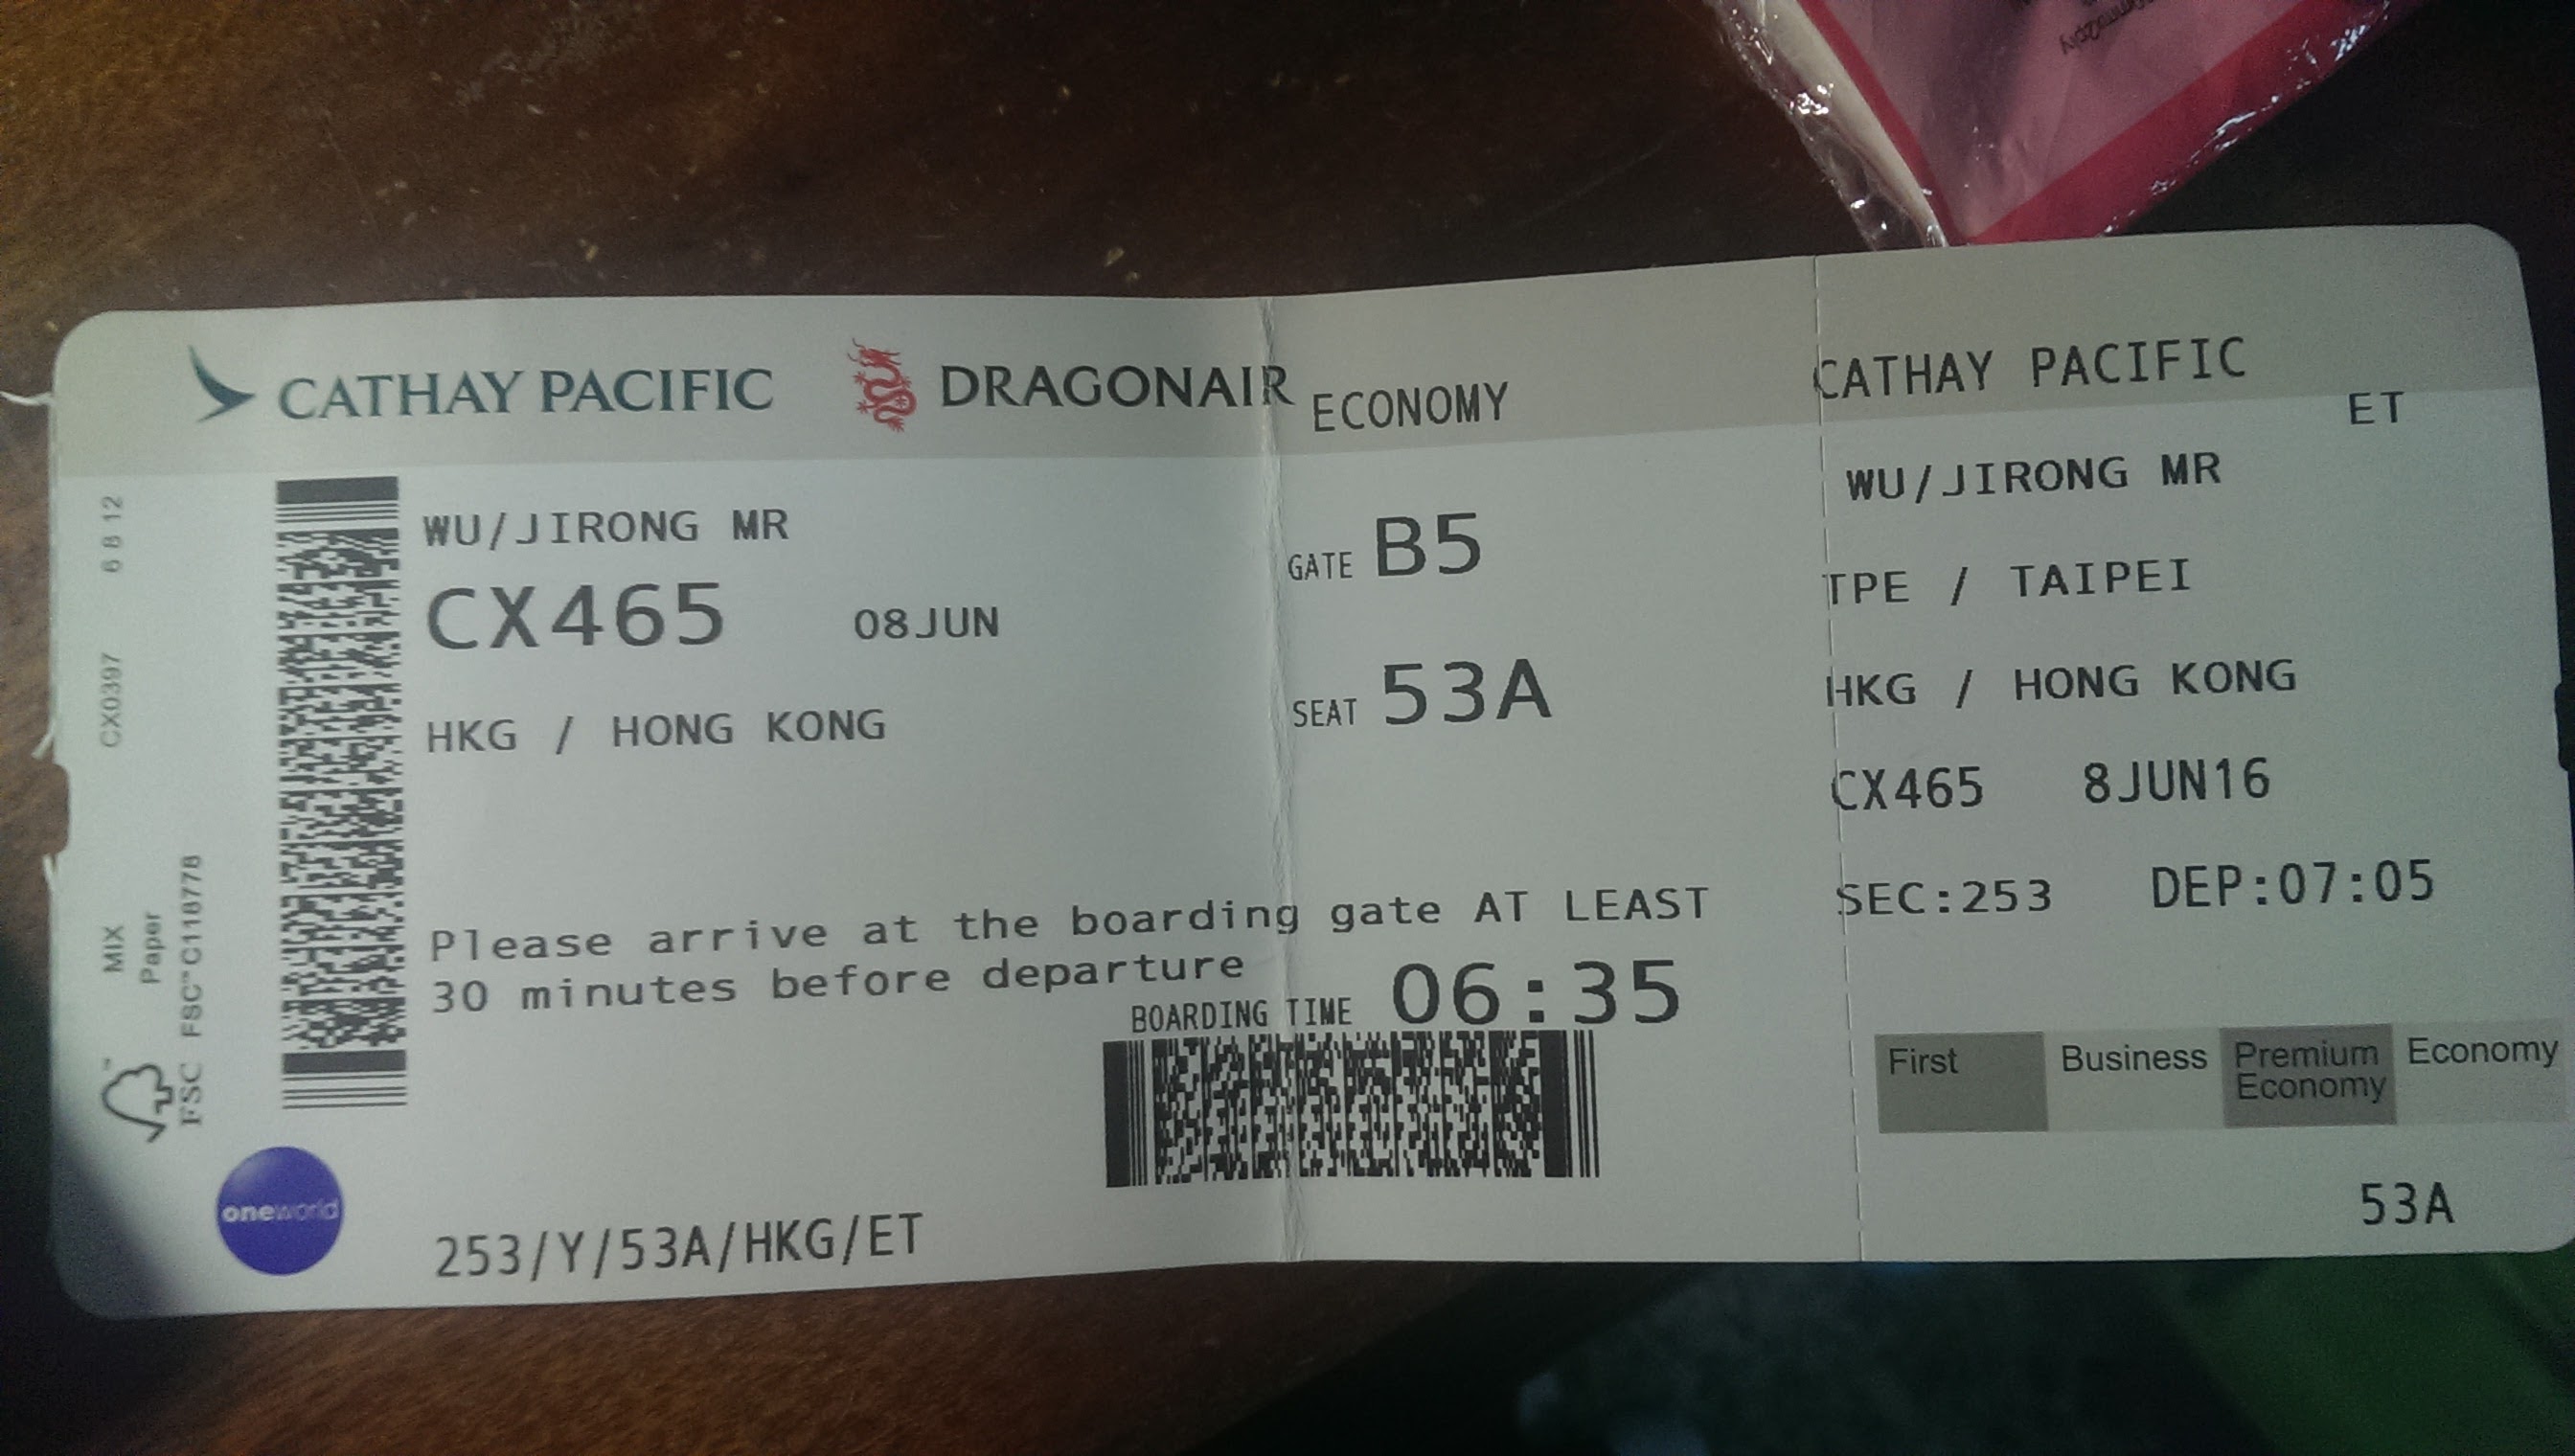 CATHAY PACIFIC DRAGONAIR ECONOMY
WU/JIRONG MR
CX465 08JUN
HKG / HONG KONG
GATE B5
SEAT 53A
Please arrive at the boarding gate AT LEAST
30 minutes before departure
BOARDING TIME 06:35
253/Y/53A/HKG/ET
oneworld
CX0397 6 8 12
MIX
Paper
FSC™ C118778
FSC
CATHAY PACIFIC
ET
WU/JIRONG MR
TPE / TAIPEI
HKG / HONG KONG
CX465 8JUN16
SEC:253 DEP:07:05
First Business Premium Economy Economy
53A